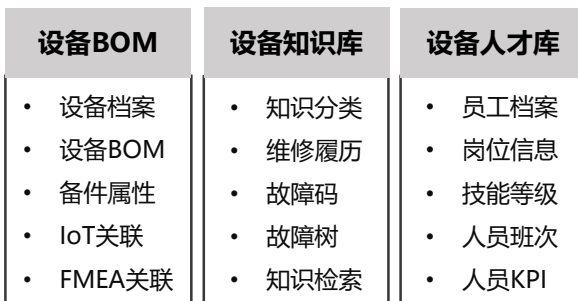 设备BOM
• 设备档案
• 设备BOM
• 备件属性
• IoT关联
• FMEA关联
设备知识库
• 知识分类
• 维修履历
• 故障码
• 故障树
• 知识检索
设备人才库
• 员工档案
• 岗位信息
• 技能等级
• 人员班次
• 人员KPI